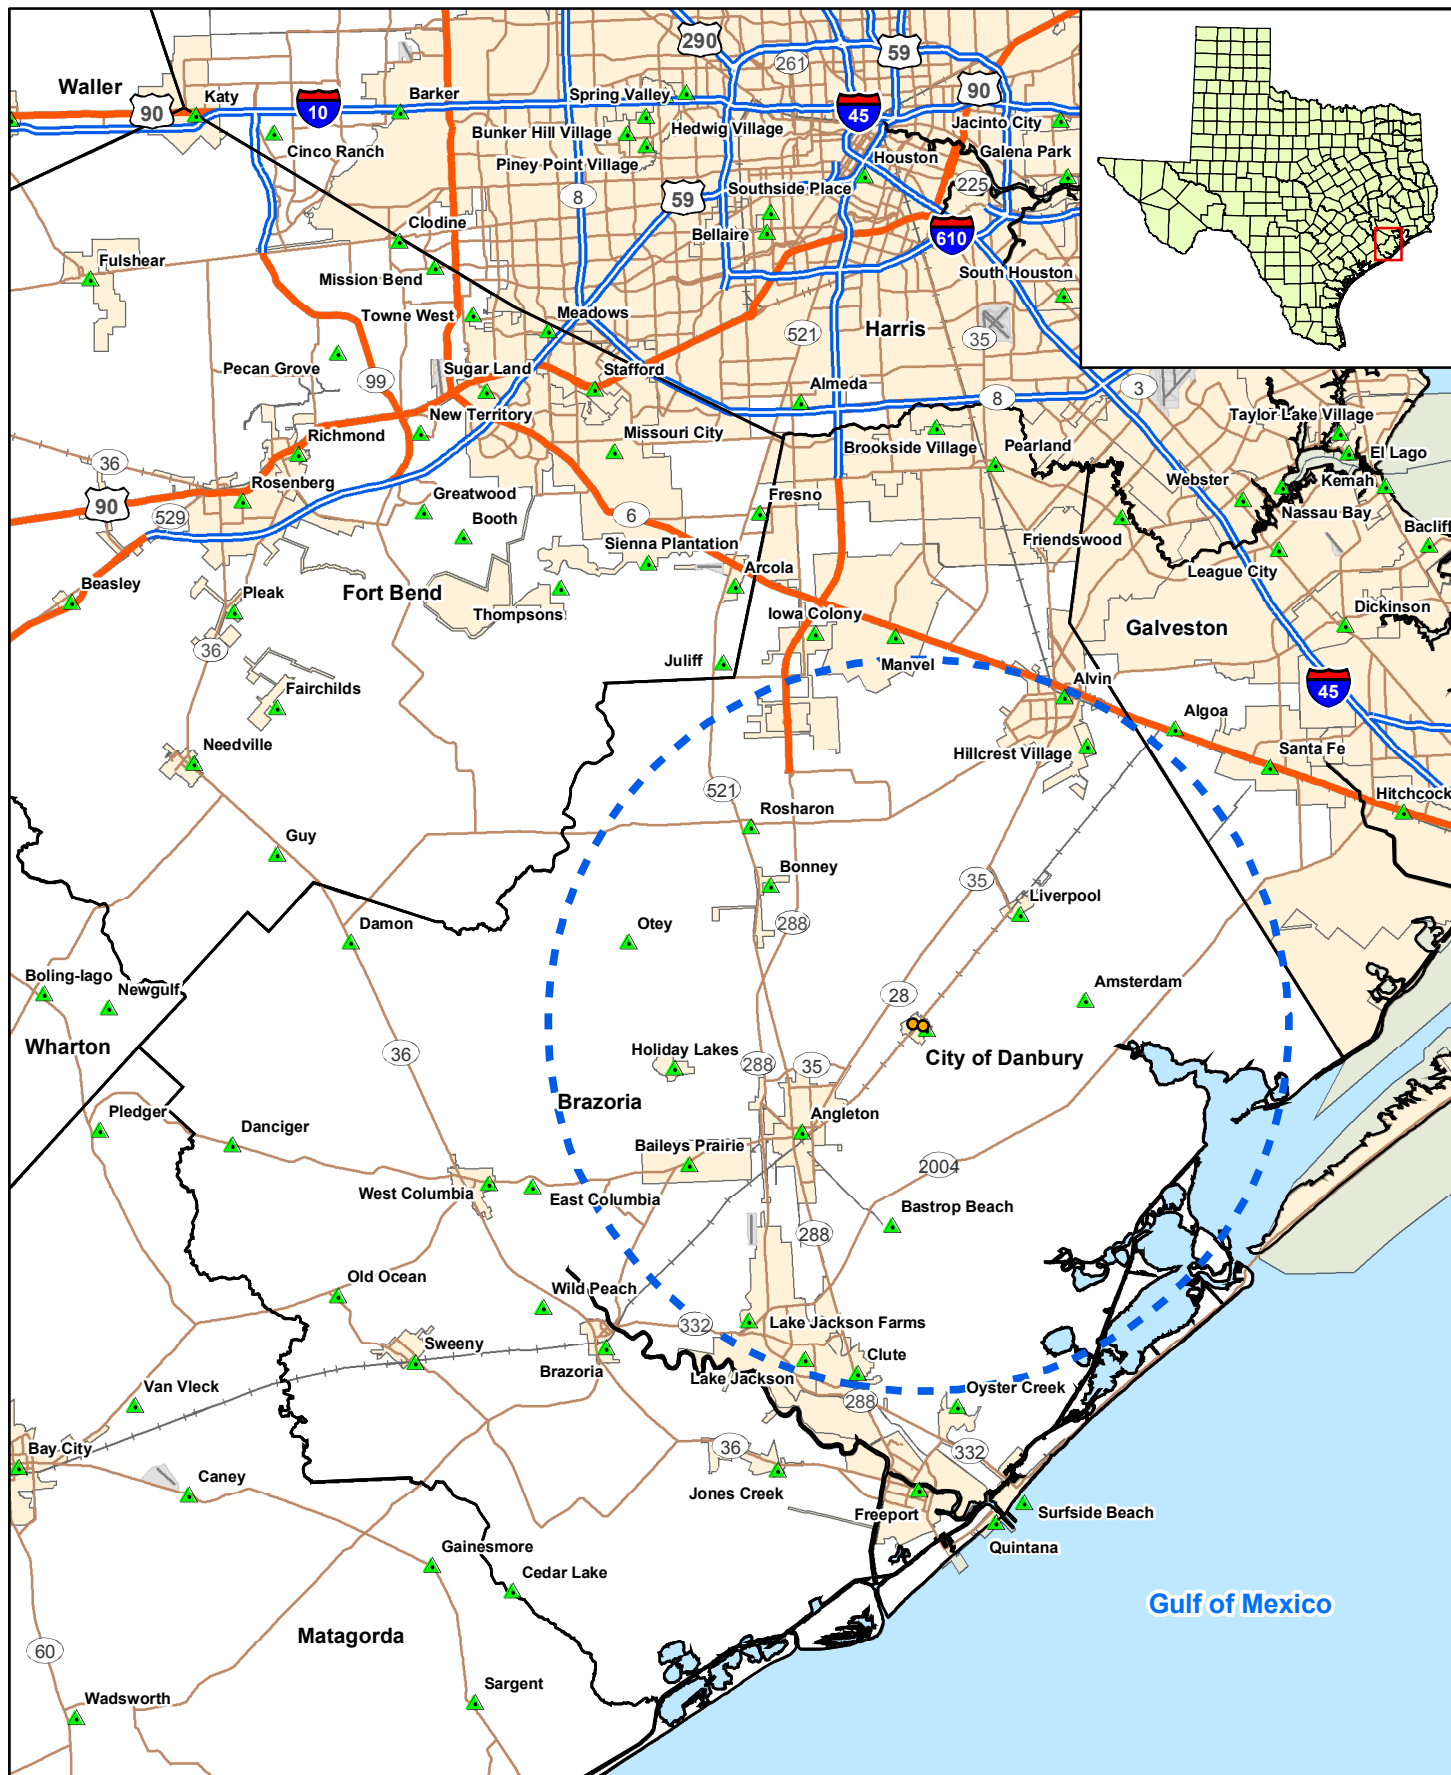 290
59
261
Waller
90
Katy
10
Barker
Spring Valley
90
45
Jacinto City
Hedwig Village
Bunker Hill Village
Cinco Ranch
Piney Point Village
Houston
Galena Park
8
59
Southside Place
225
Clodine
Bellaire
610
Fulshear
Mission Bend
South Houston
Towne West
Meadows
521
Harris
35
Pecan Grove
99
Sugar Land
Stafford
Almeda
8
3
New Territory
Taylor Lake Village
Richmond
Missouri City
Brookside Village
Pearland
El Lago
36
Rosenberg
Greatwood
Fresno
Webster
Kemah
90
529
Booth
6
Nassau Bay
Friendswood
Bacliff
Sienna Plantation
League City
Beasley
Pleak
Fort Bend
Arcola
Thompsons
Iowa Colony
Dickinson
Galveston
36
Juliff
Manvel
Alvin
45
Fairchilds
Algoa
Needville
Hillcrest Village
Santa Fe
521
Hitchcock
Rosharon
Guy
Bonney
35
Liverpool
Damon
Otey
288
Boling-Iago
Newgulf
28
Amsterdam
Wharton
36
Holiday Lakes
288
35
City of Danbury
Brazoria
Pledger
Danciger
Angleton
Baileys Prairie
2004
West Columbia
East Columbia
Bastrop Beach
288
Old Ocean
Wild Peach
332
Lake Jackson Farms
Sweeny
Brazoria
Clute
Lake Jackson
Oyster Creek
Van Vleck
288
Bay City
36
332
Caney
Jones Creek
Freeport
Surfside Beach
Quintana
Gainesmore
Cedar Lake
Gulf of Mexico
Matagorda
60
Sargent
Wadsworth